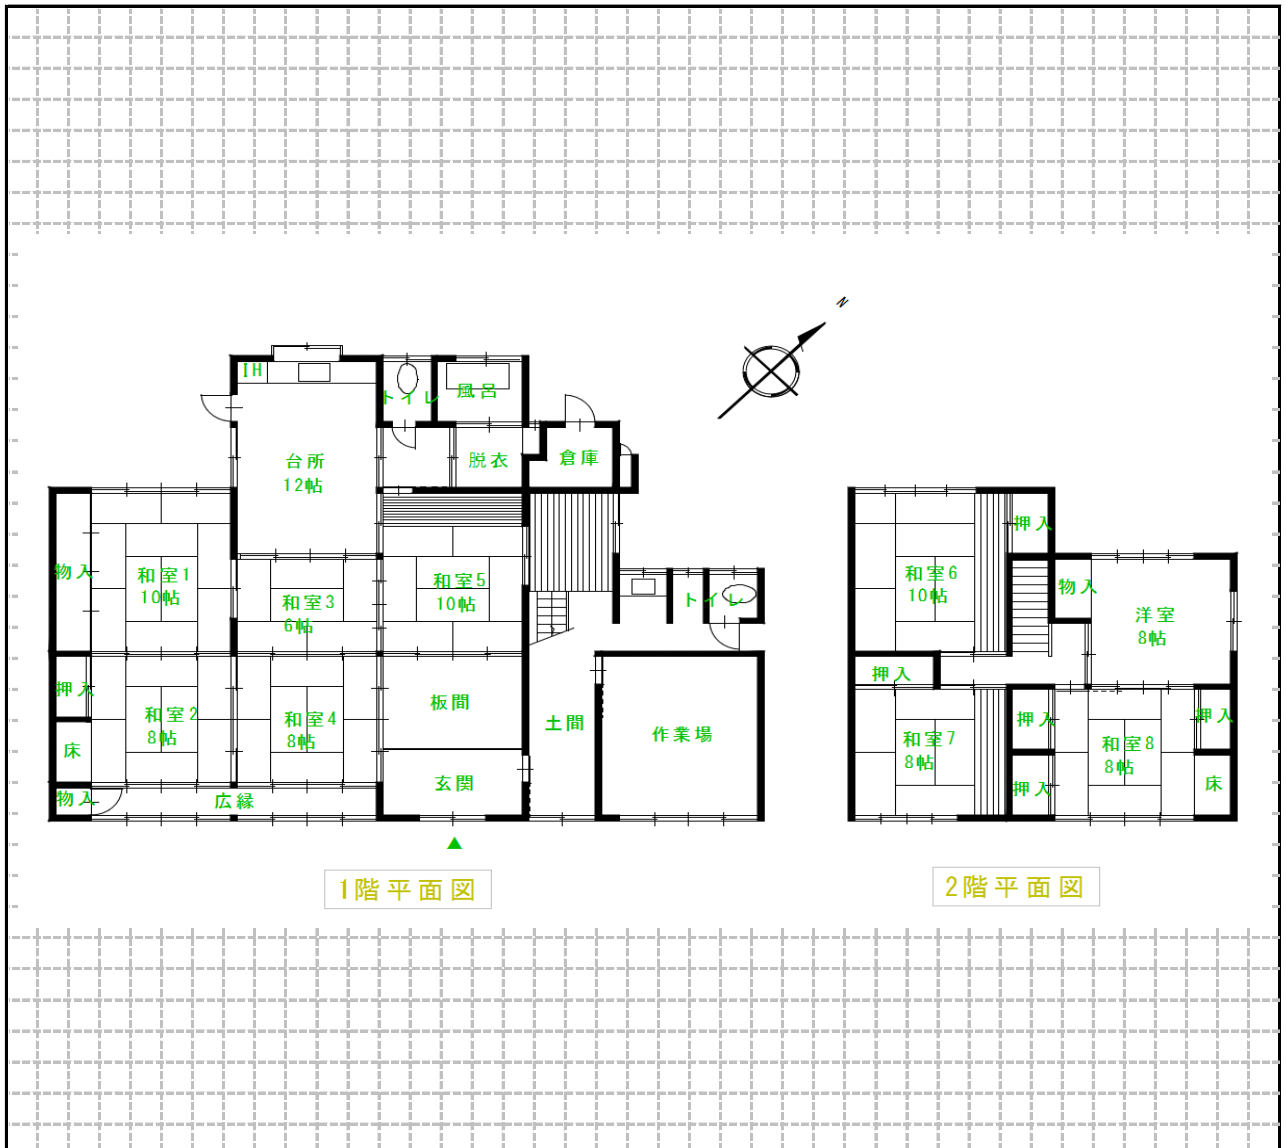 N
IH
トイレ
風呂
台所
12帖
脱衣
倉庫
物入
和室1
10帖
和室3
6帖
和室5
10帖
トイレ
押入
和室2
8帖
和室4
8帖
板間
土間
作業場
床
玄関
物入
広縁
1階平面図
押入
和室6
10帖
物入
洋室
8帖
押入
和室7
8帖
押入
和室8
8帖
押入
押入
床
2階平面図